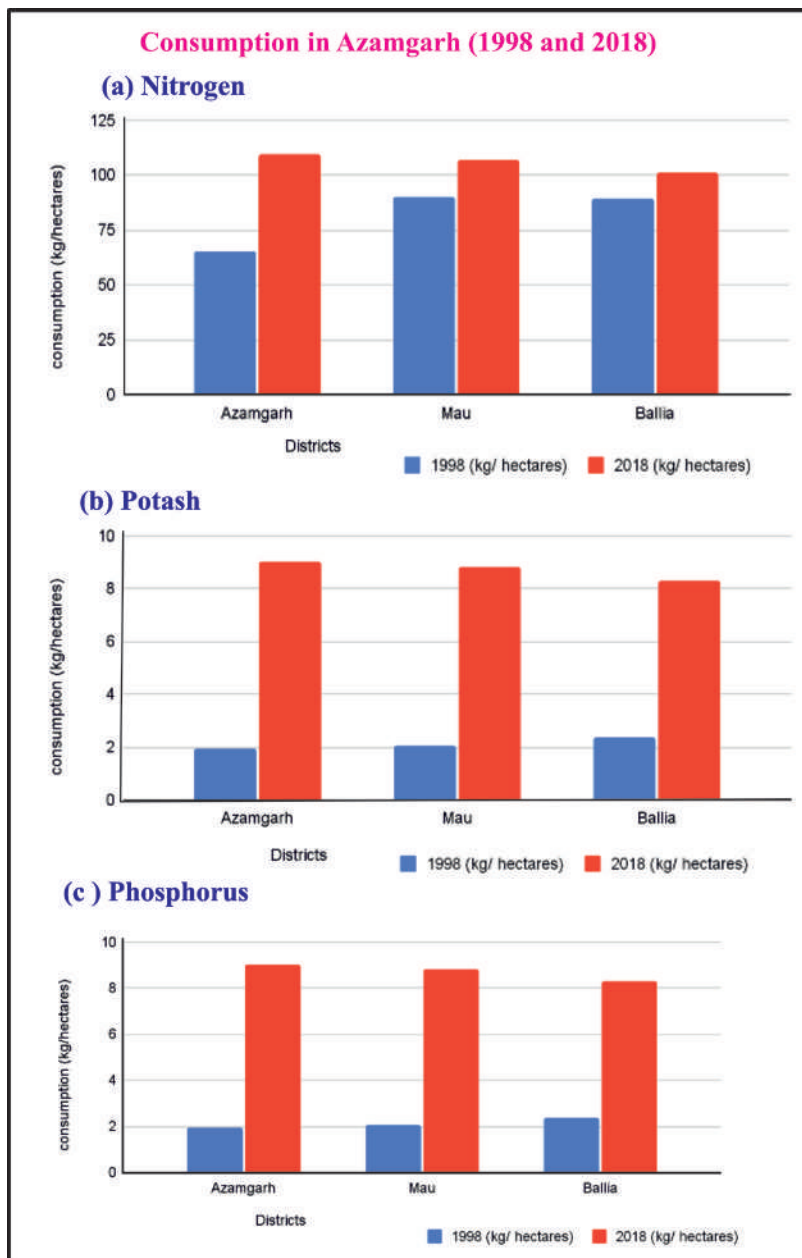 Consumption in Azamgarh (1998 and 2018)
(a) Nitrogen
consumption (kg/hectares)
125
100
75
50
25
0
Azamgarh Mau Ballia
Districts
1998 (kg/ hectares) 2018 (kg/ hectares)
(b) Potash
consumption (kg/hectares)
10
8
6
4
2
0
Azamgarh Mau Ballia
Districts
1998 (kg/ hectares) 2018 (kg/ hectares)
(c ) Phosphorus
consumption (kg/hectares)
10
8
6
4
2
0
Azamgarh Mau Ballia
Districts
1998 (kg/ hectares) 2018 (kg/ hectares)